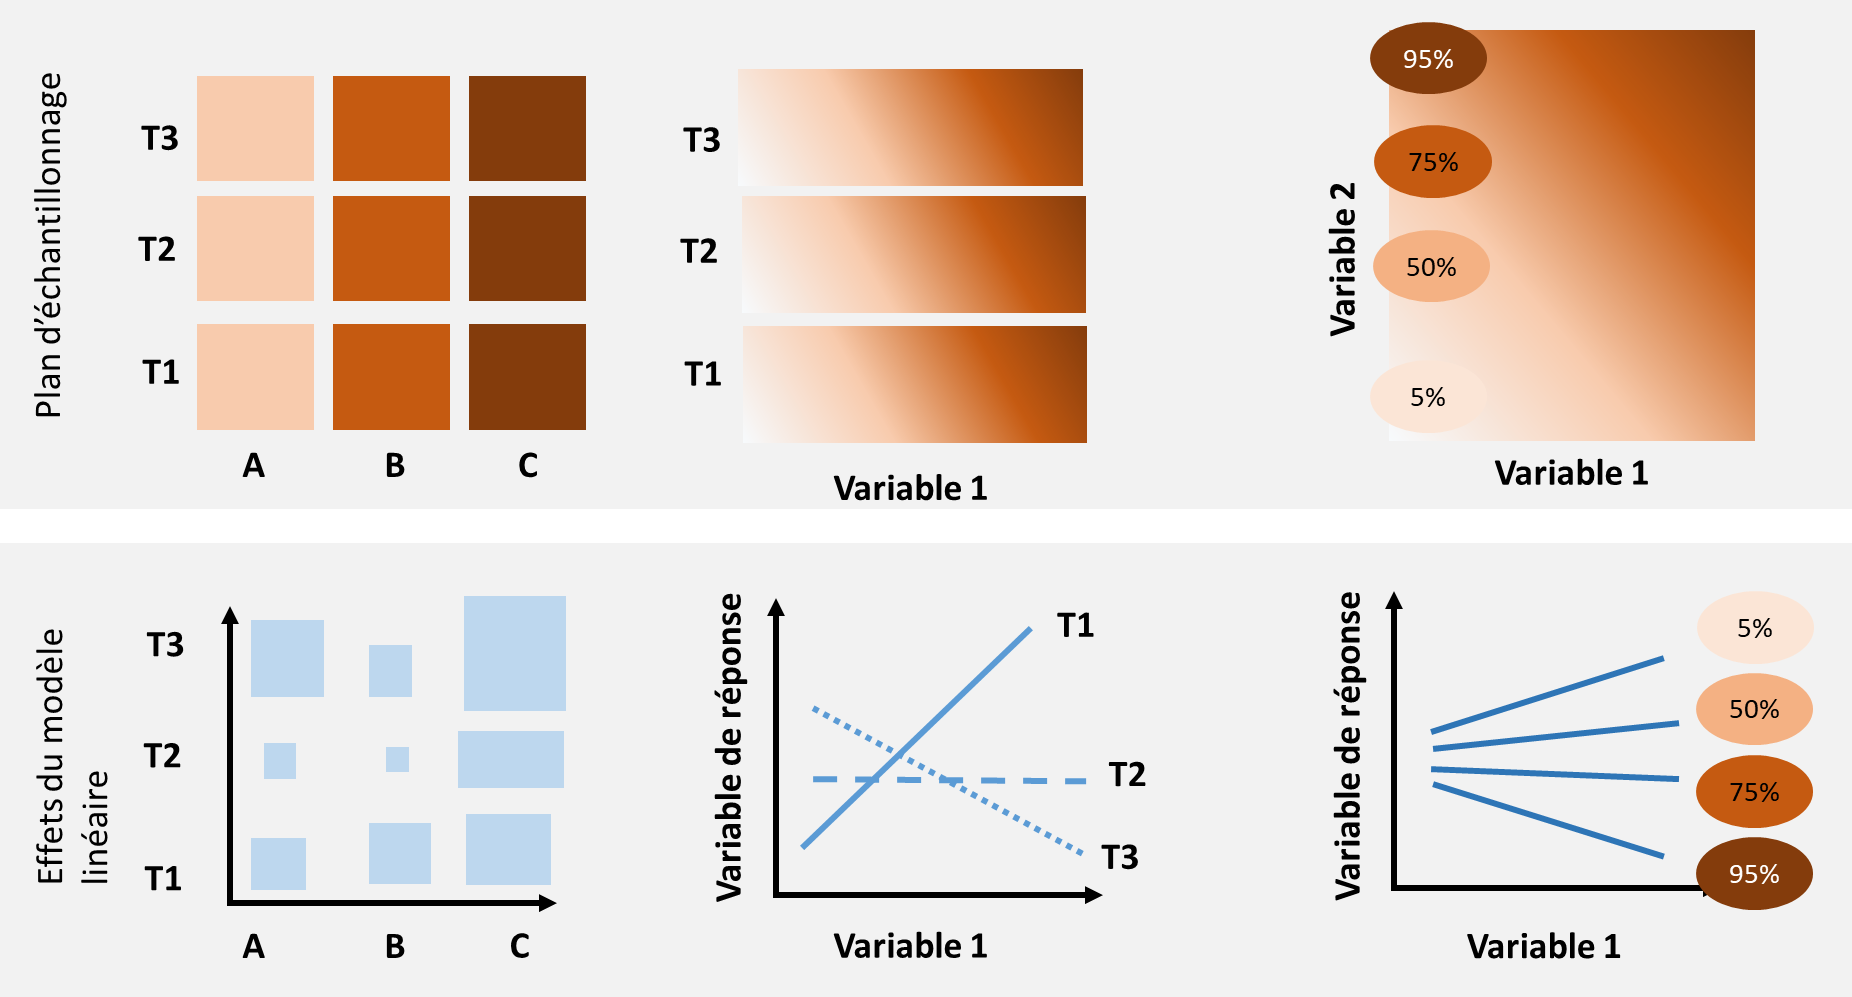 Plan d’échantillonnage
T3
T2
T1
A B C
T3
T2
T1
Variable 1
Variable 2
95%
75%
50%
5%
Variable 1
Effets du modèle
linéaire
T3
T2
T1
A B C
Variable de réponse
T1
T2
T3
Variable 1
Variable de réponse
5%
50%
75%
95%
Variable 1